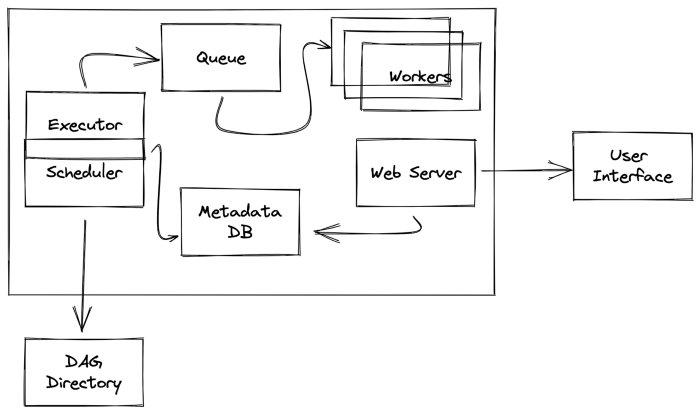 Queue
Workers
Executor
Scheduler
Web Server
User
Interface
Metadata
DB
DAG
Directory